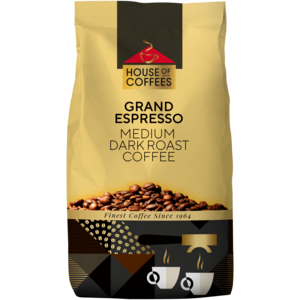 HOUSE OF
COFFEES
GRAND
ESPRESSO
MEDIUM
DARK ROAST
COFFEE
Finest Coffee Since 1964